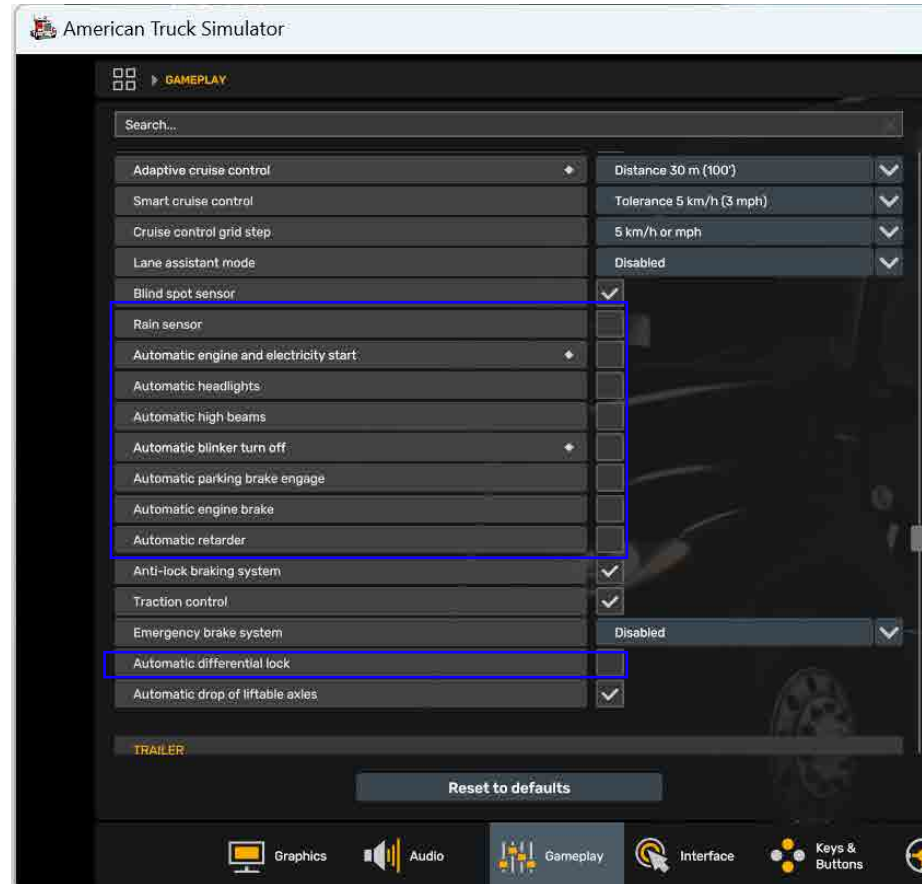 American Truck Simulator
GAMEPLAY
Search...
Adaptive cruise control Distance 30 m (100')
Smart cruise control Tolerance 5 km/h (3 mph)
Cruise control grid step 5 km/h or mph
Lane assistant mode Disabled
Blind spot sensor
Rain sensor
Automatic engine and electricity start
Automatic headlights
Automatic high beams
Automatic blinker turn off
Automatic parking brake engage
Automatic engine brake
Automatic retarder
Anti-lock braking system
Traction control
Emergency brake system Disabled
Automatic differential lock
Automatic drop of liftable axles
TRAILER
Reset to defaults
Graphics Audio Gameplay Interface Keys &
Buttons